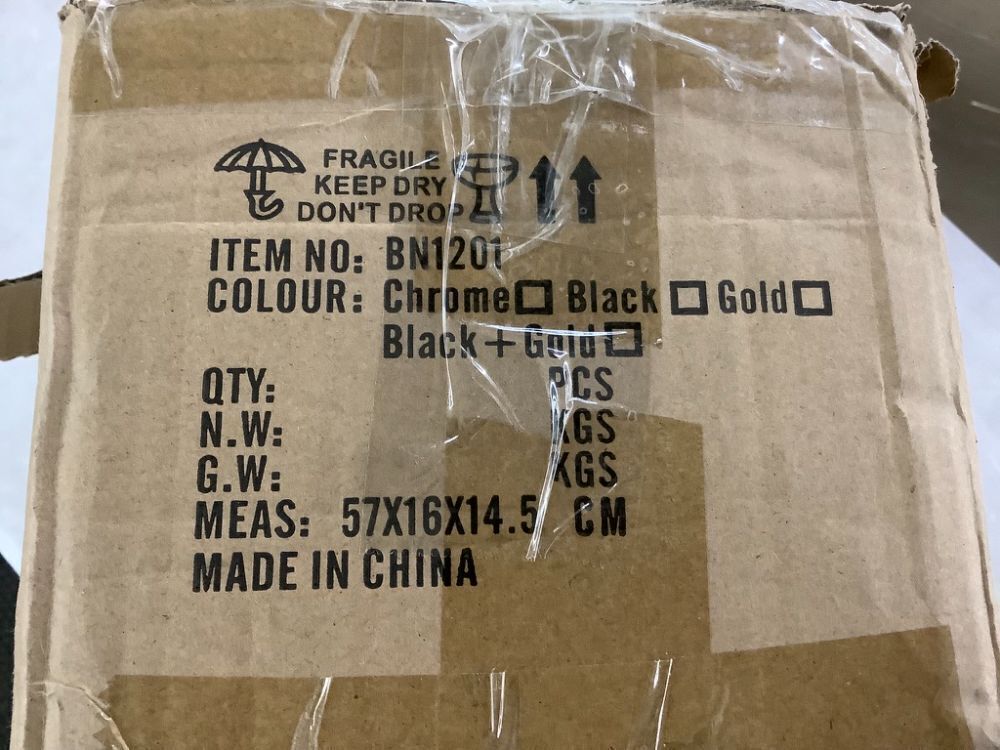 FRAGILE
KEEP DRY
DON'T DROP
ITEM NO: BN1201
COLOUR: Chrome□ Black □ Gold□
Black+Gold□
QTY: PCS
N.W: KGS
G.W: KGS
MEAS: 57X16X14.5 CM
MADE IN CHINA